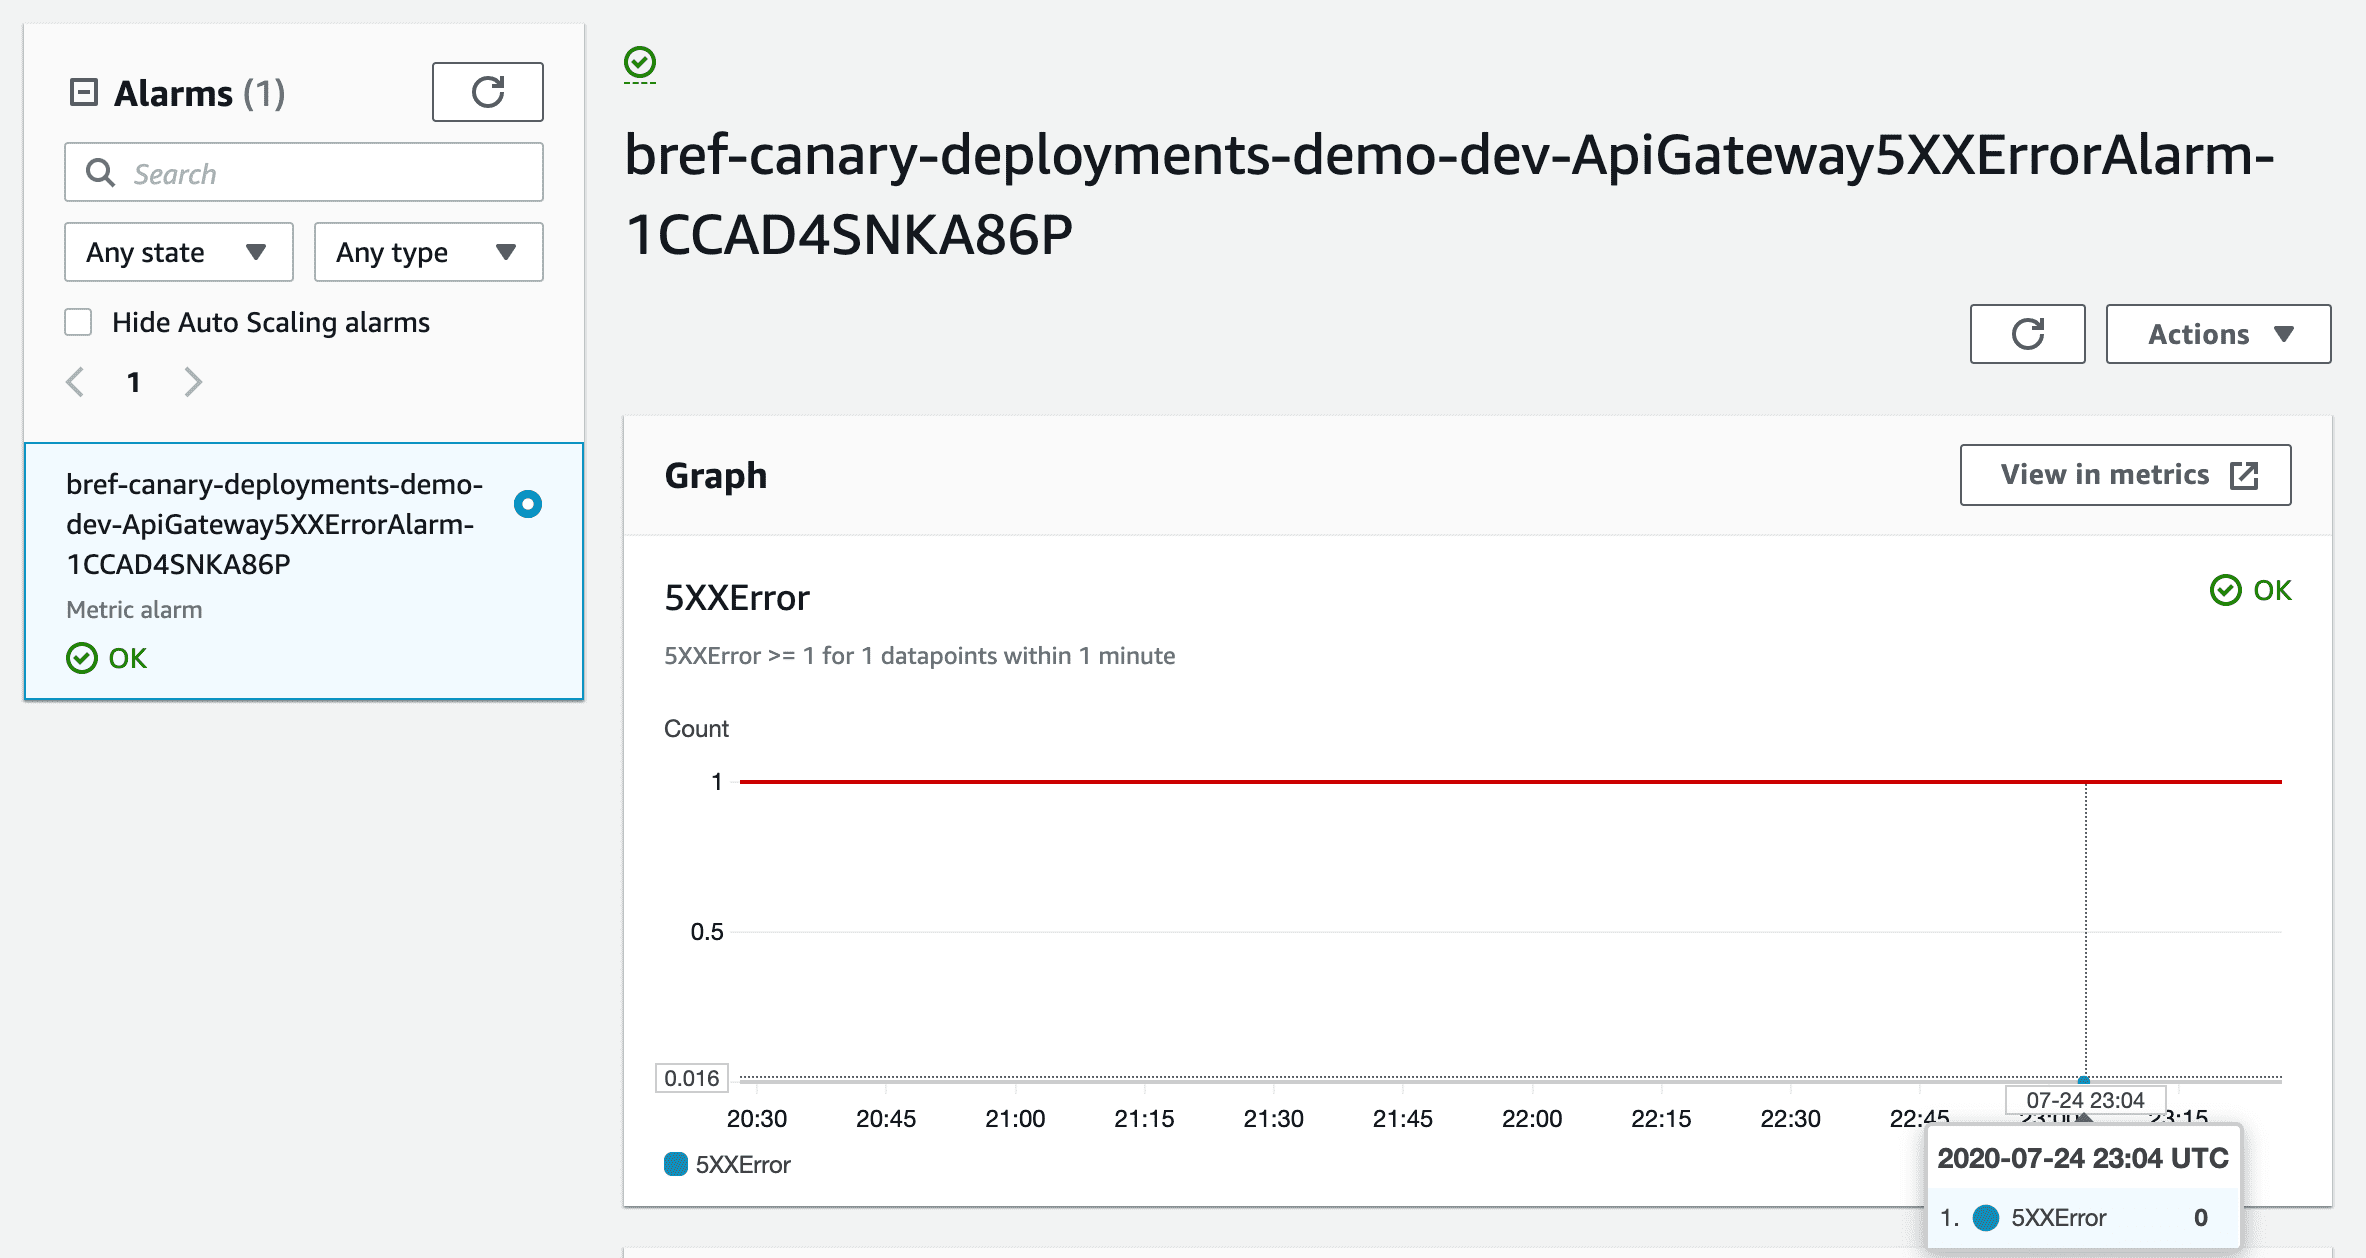 Alarms (1)
Search
Any state
Any type
Hide Auto Scaling alarms
1
bref-canary-deployments-demo-
dev-ApiGateway5XXErrorAlarm-
1CCAD4SNKA86P
Metric alarm
OK
bref-canary-deployments-demo-dev-ApiGateway5XXErrorAlarm-
1CCAD4SNKA86P
Actions
Graph
View in metrics
5XXError
OK
5XXError >= 1 for 1 datapoints within 1 minute
Count
1
0.5
0.016
07-24 23:04
20:30 20:45 21:00 21:15 21:30 21:45 22:00 22:15 22:30 22:45 23:00 23:15
5XXError
2020-07-24 23:04 UTC
1. 5XXError 0